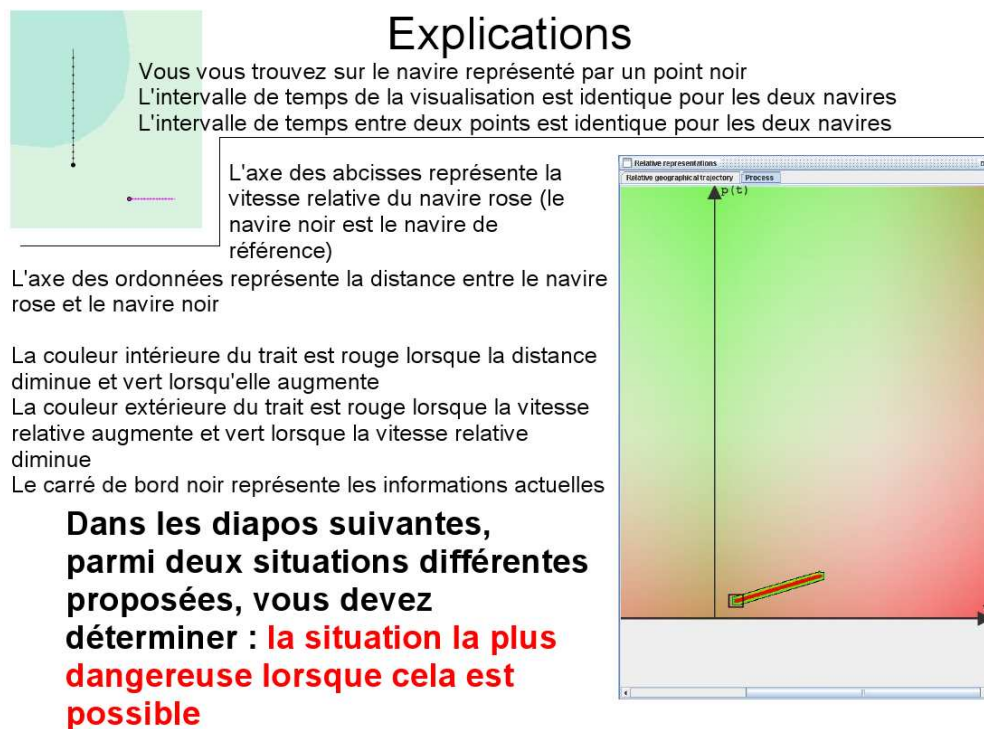 Explications
Vous vous trouvez sur le navire représenté par un point noir
L'intervalle de temps de la visualisation est identique pour les deux navires
L'intervalle de temps entre deux points est identique pour les deux navires
L'axe des abcisses représente la
vitesse relative du navire rose (le
navire noir est le navire de
référence)
L'axe des ordonnées représente la distance entre le navire
rose et le navire noir
La couleur intérieure du trait est rouge lorsque la distance
diminue et vert lorsqu'elle augmente
La couleur extérieure du trait est rouge lorsque la vitesse
relative augmente et vert lorsque la vitesse relative
diminue
Le carré de bord noir représente les informations actuelles
Dans les diapos suivantes,
parmi deux situations différentes
proposées, vous devez
déterminer : la situation la plus
dangereuse lorsque cela est
possible
Relative representations
Relative geographical trajectory Process
p(t)